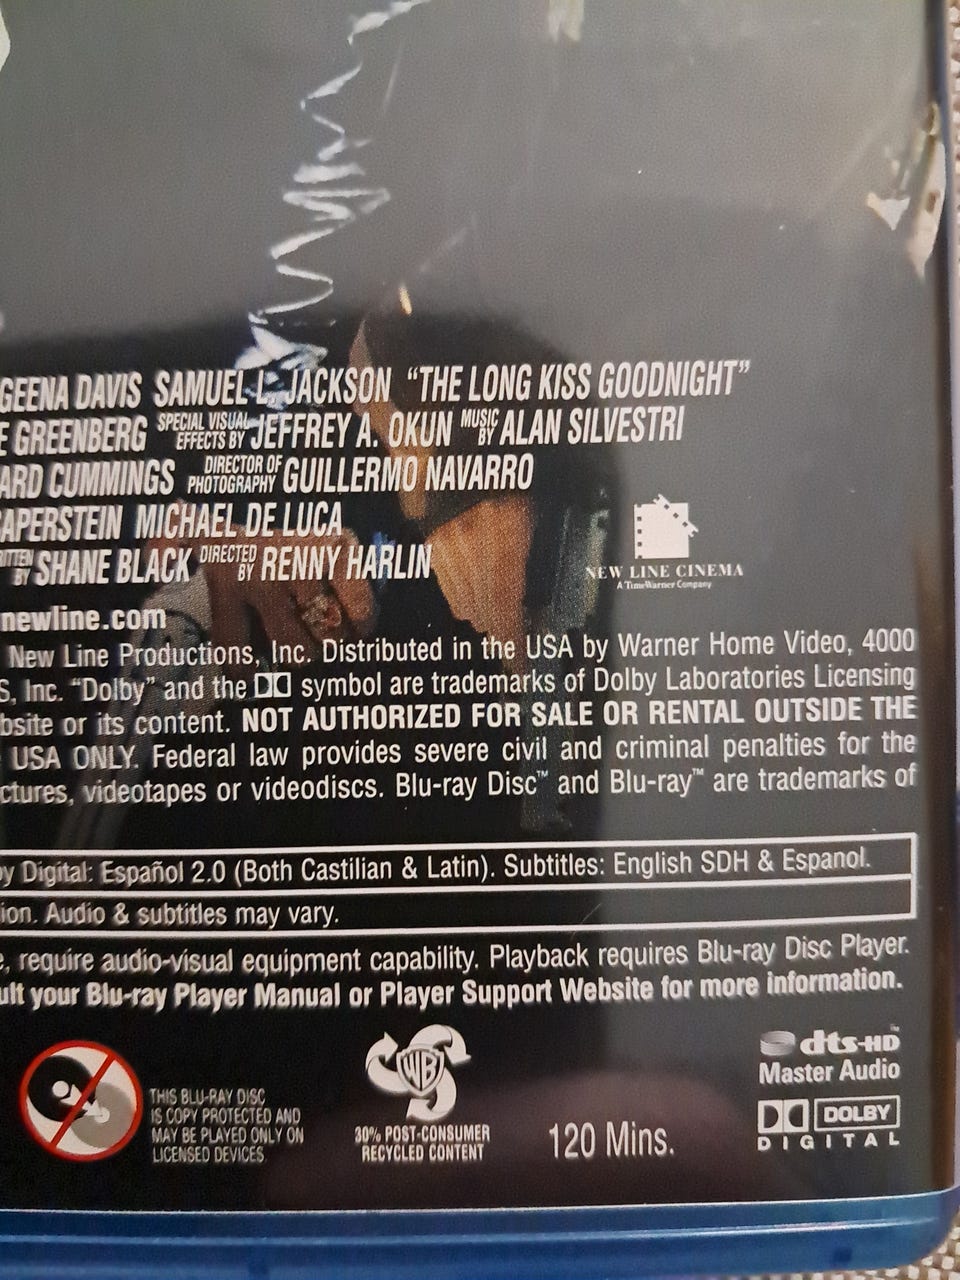 GEENA DAVIS SAMUEL L. JACKSON "THE LONG KISS GOODNIGHT"
E GREENBERG SPECIAL VISUAL EFFECTS BY JEFFREY A. OKUN MUSIC BY ALAN SILVESTRI
ARD CUMMINGS DIRECTOR OF PHOTOGRAPHY GUILLERMO NAVARRO
APERSTEIN MICHAEL DE LUCA
ITTEN BY SHANE BLACK DIRECTED BY RENNY HARLIN
NEW LINE CINEMA
A TimeWarner Company
newline.com
New Line Productions, Inc. Distributed in the USA by Warner Home Video, 4000
S, Inc. "Dolby" and the symbol are trademarks of Dolby Laboratories Licensing
bsite or its content. NOT AUTHORIZED FOR SALE OR RENTAL OUTSIDE THE
USA ONLY. Federal law provides severe civil and criminal penalties for the
ctures, videotapes or videodiscs. Blu-ray Disc™ and Blu-ray™ are trademarks of
y Digital: Español 2.0 (Both Castilian & Latin). Subtitles: English SDH & Espanol.
ion. Audio & subtitles may vary.
e, require audio-visual equipment capability. Playback requires Blu-ray Disc Player.
ult your Blu-ray Player Manual or Player Support Website for more information.
THIS BLU-RAY DISC
IS COPY PROTECTED AND
MAY BE PLAYED ONLY ON
LICENSED DEVICES.
WB
30% POST-CONSUMER
RECYCLED CONTENT
120 Mins.
dts-HD™
Master Audio
DOLBY
DIGITAL